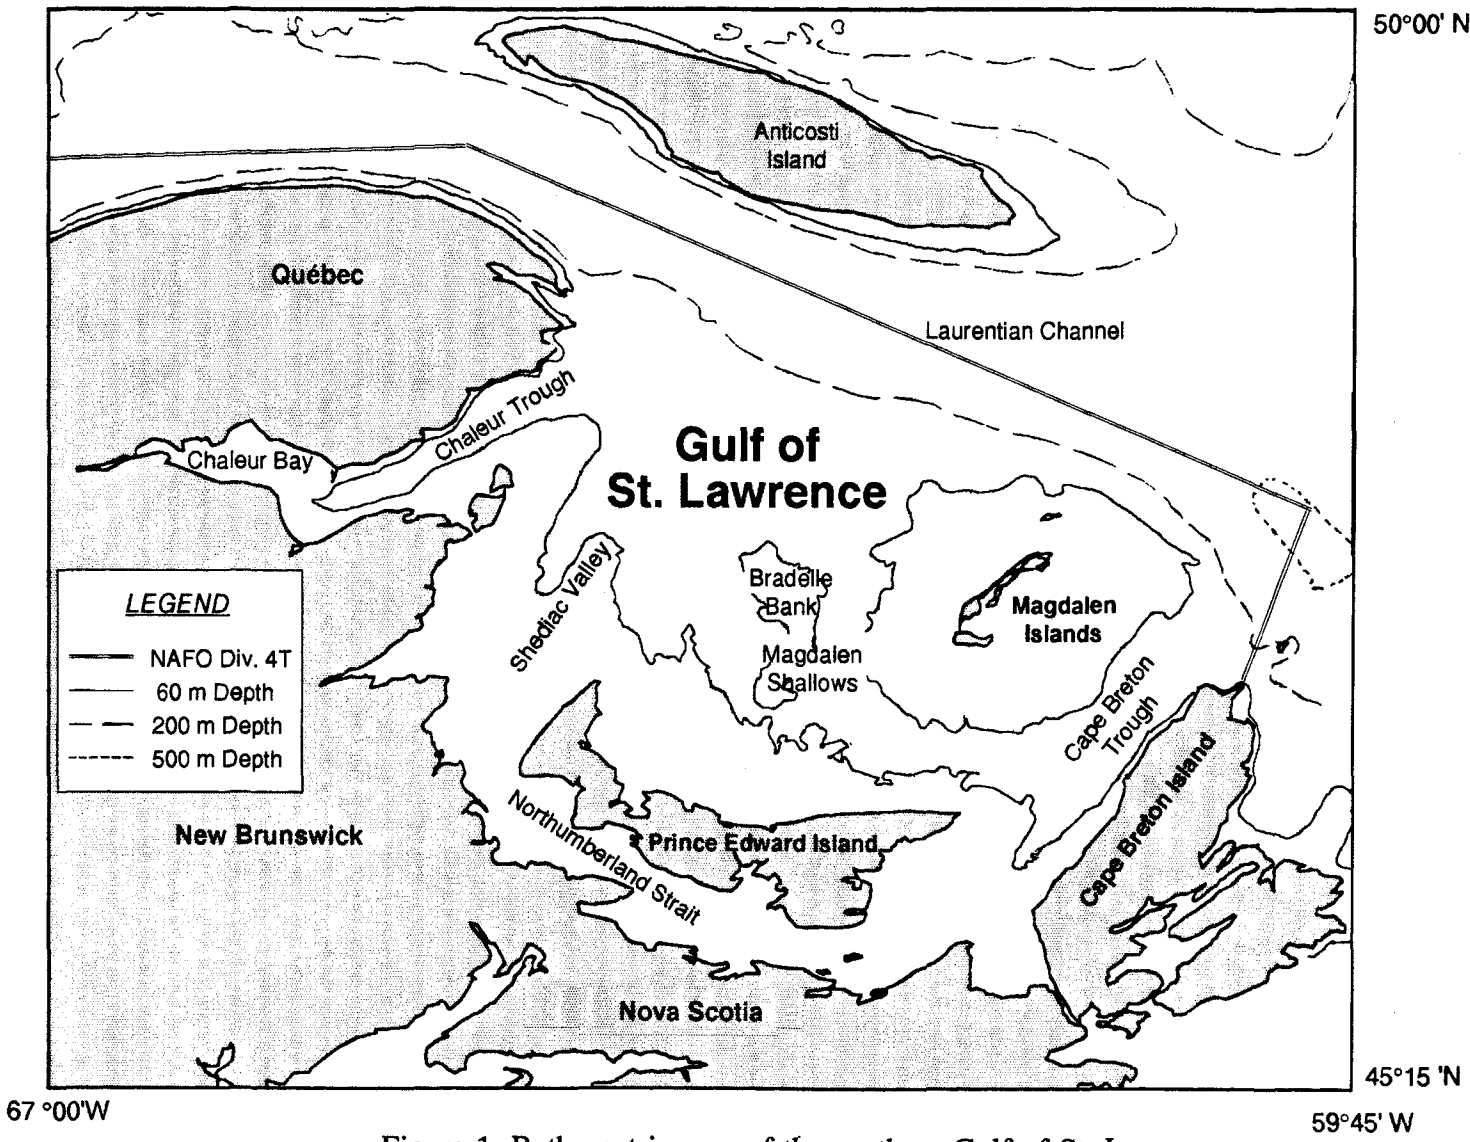 50°00' N
Anticosti
Island
Québec
Laurentian Channel
Chaleur Trough
Chaleur Bay
Gulf of
St. Lawrence
Shediac Valley
Bradelle
Bank
Magdalen
Islands
Magdalen
Shallows
Cape Breton
Trough
LEGEND
NAFO Div. 4T
60 m Depth
200 m Depth
500 m Depth
Cape Breton Island
Northumberland Strait
New Brunswick
Prince Edward Island
Nova Scotia
45°15 'N
67 °00'W
59°45' W